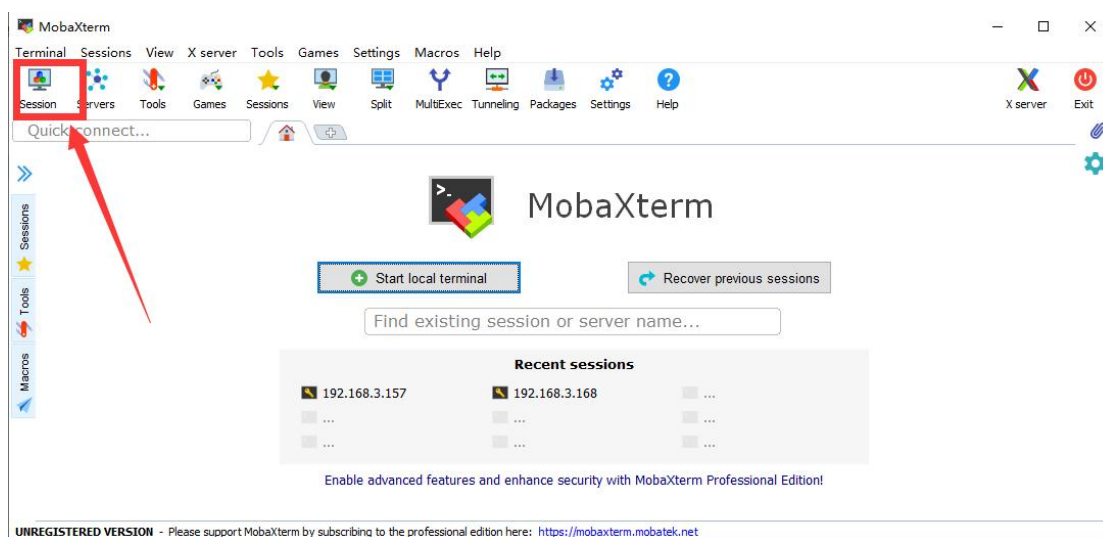 MobaXterm
Terminal Sessions View X server Tools Games Settings Macros Help
Session Servers Tools Games Sessions View Split MultiExec Tunneling Packages Settings Help X server Exit
Quick connect...
Sessions
Tools
Macros
>_
MobaXterm
Start local terminal Recover previous sessions
Find existing session or server name...
Recent sessions
192.168.3.157 192.168.3.168 ...
... ... ...
... ... ...
Enable advanced features and enhance security with MobaXterm Professional Edition!
UNREGISTERED VERSION - Please support MobaXterm by subscribing to the professional edition here: https://mobaxterm.mobatek.net